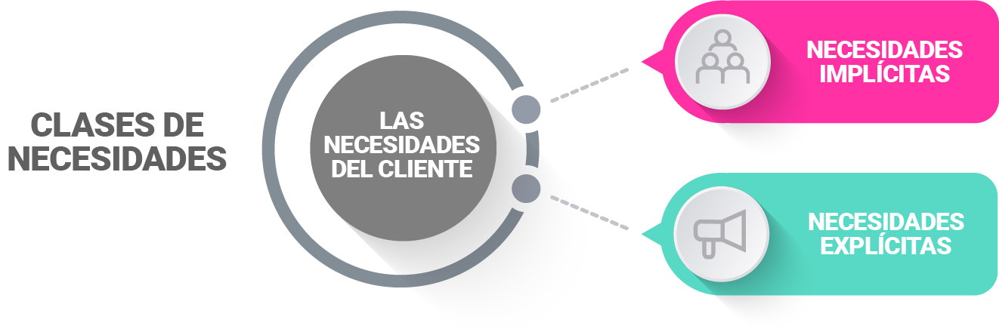 CLASES DE
NECESIDADES
LAS
NECESIDADES
DEL CLIENTE
NECESIDADES
IMPLÍCITAS
NECESIDADES
EXPLÍCITAS